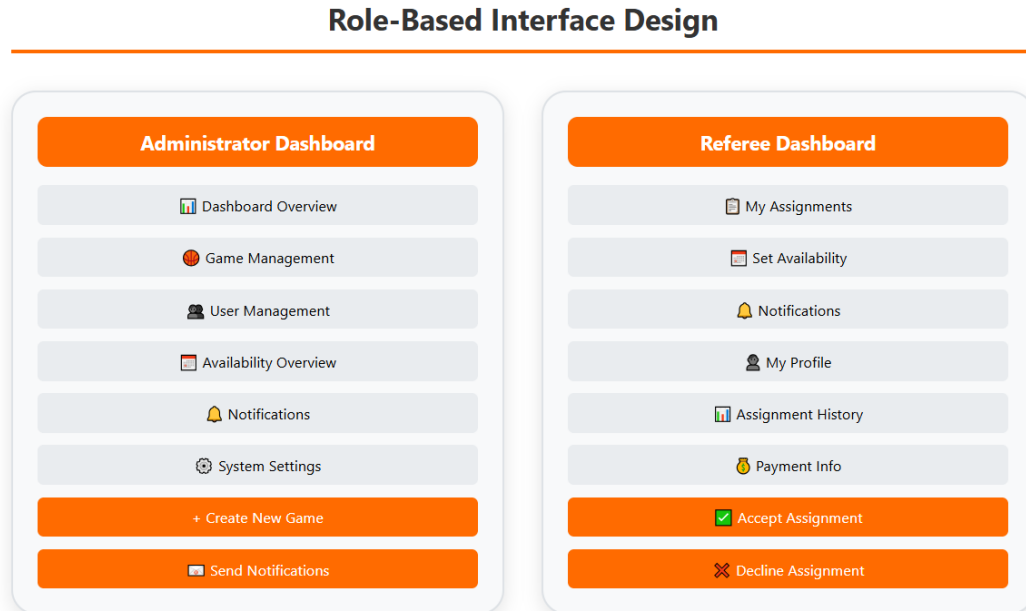 Role-Based Interface Design
Administrator Dashboard
📊 Dashboard Overview
🏀 Game Management
👥 User Management
📅 Availability Overview
🔔 Notifications
⚙️ System Settings
+ Create New Game
📧 Send Notifications
Referee Dashboard
📋 My Assignments
📅 Set Availability
🔔 Notifications
👤 My Profile
📊 Assignment History
💰 Payment Info
✅ Accept Assignment
❌ Decline Assignment